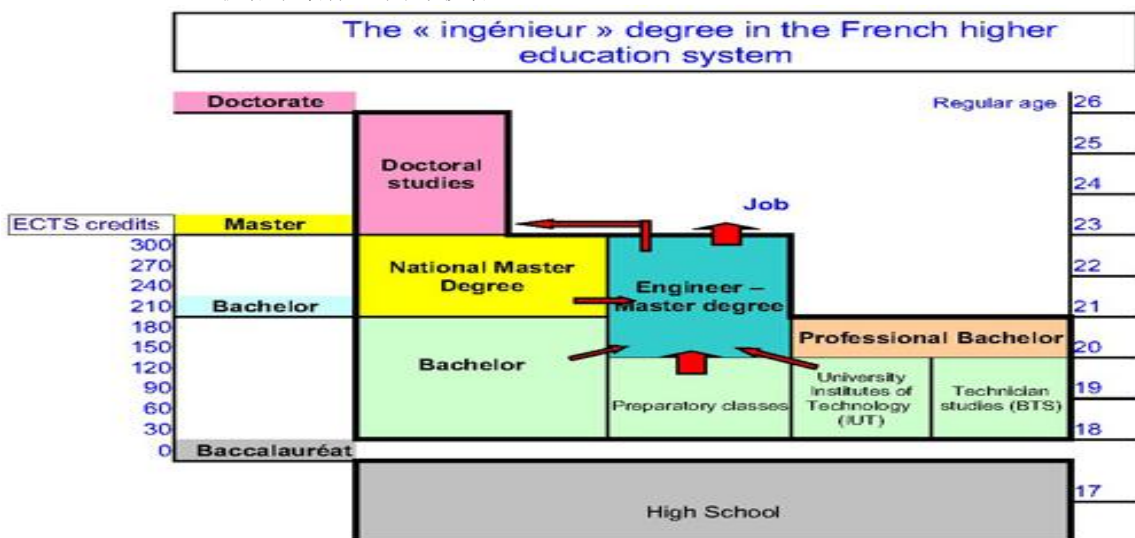 The « ingénieur » degree in the French higher
education system
Doctorate
Regular age
26
25
24
23
22
21
20
19
18
17
Doctoral
studies
Job
ECTS credits
Master
300
270
240
210
180
150
120
90
60
30
0
National Master
Degree
Engineer –
Master degree
Bachelor
Professional Bachelor
Bachelor
Preparatory classes
University
Institutes of
Technology
(IUT)
Technician
studies (BTS)
Baccalauréat
High School